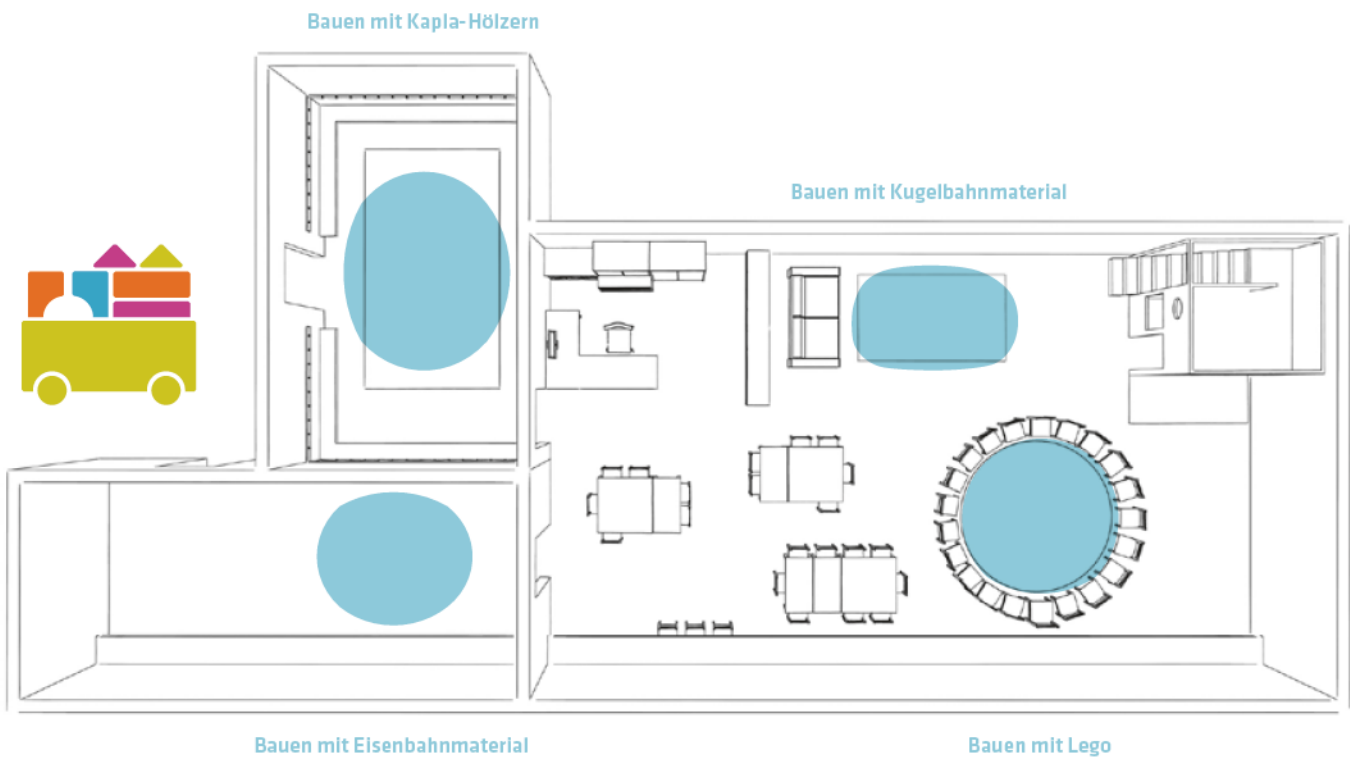 Bauen mit Kapla-Hölzern
Bauen mit Kugelbahnmaterial
Bauen mit Eisenbahnmaterial
Bauen mit Lego